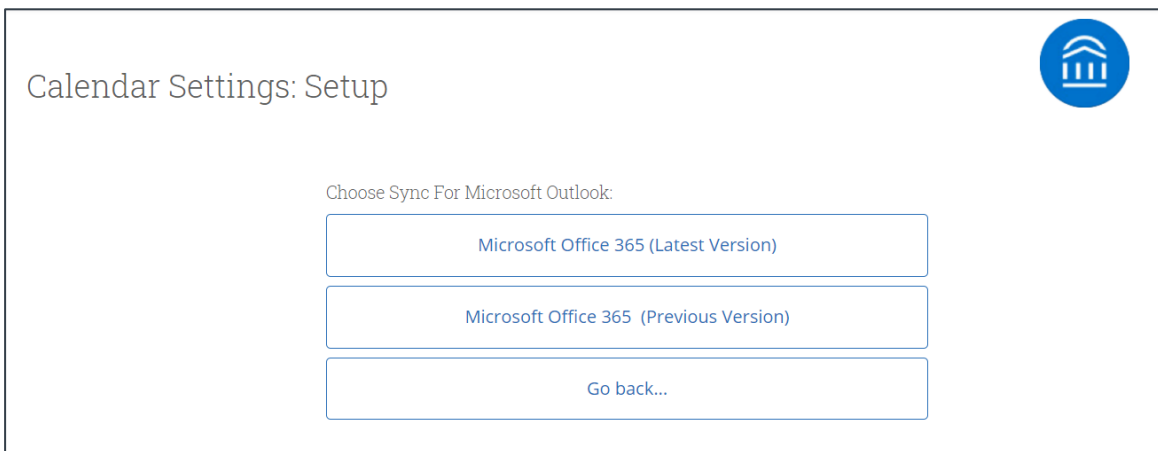 Calendar Settings: Setup
Choose Sync For Microsoft Outlook:
Microsoft Office 365 (Latest Version)
Microsoft Office 365  (Previous Version)
Go back...